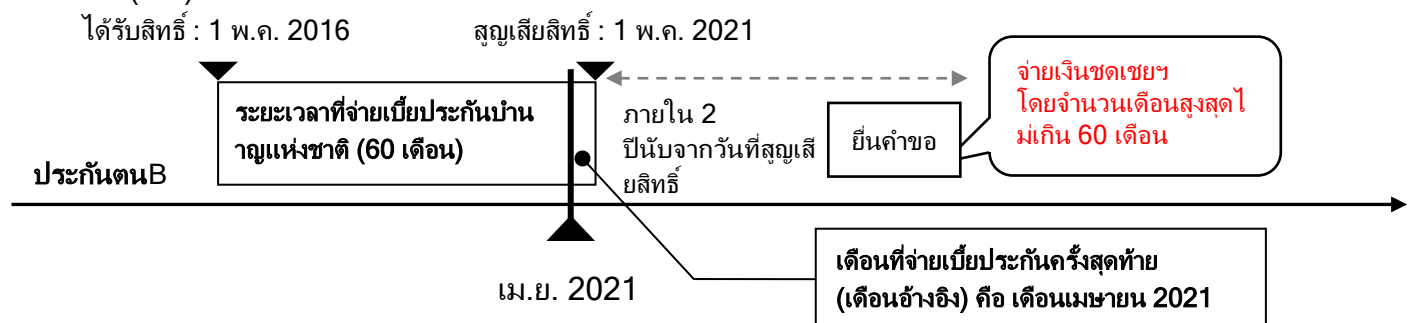 ได้รับสิทธิ์ : 1 พ.ค. 2016
สูญเสียสิทธิ์ : 1 พ.ค. 2021
จ่ายเงินชดเชยฯ
โดยจำนวนเดือนสูงสุดไ
ม่เกิน 60 เดือน
ระยะเวลาที่จ่ายเบี้ยประกันบำน
าญแห่งชาติ (60 เดือน)
ภายใน 2
ปีนับจากวันที่สูญเสี
ยสิทธิ์
ยื่นคำขอ
ประกันตนB
เม.ย. 2021
เดือนที่จ่ายเบี้ยประกันครั้งสุดท้าย
(เดือนอ้างอิง) คือ เดือนเมษายน 2021